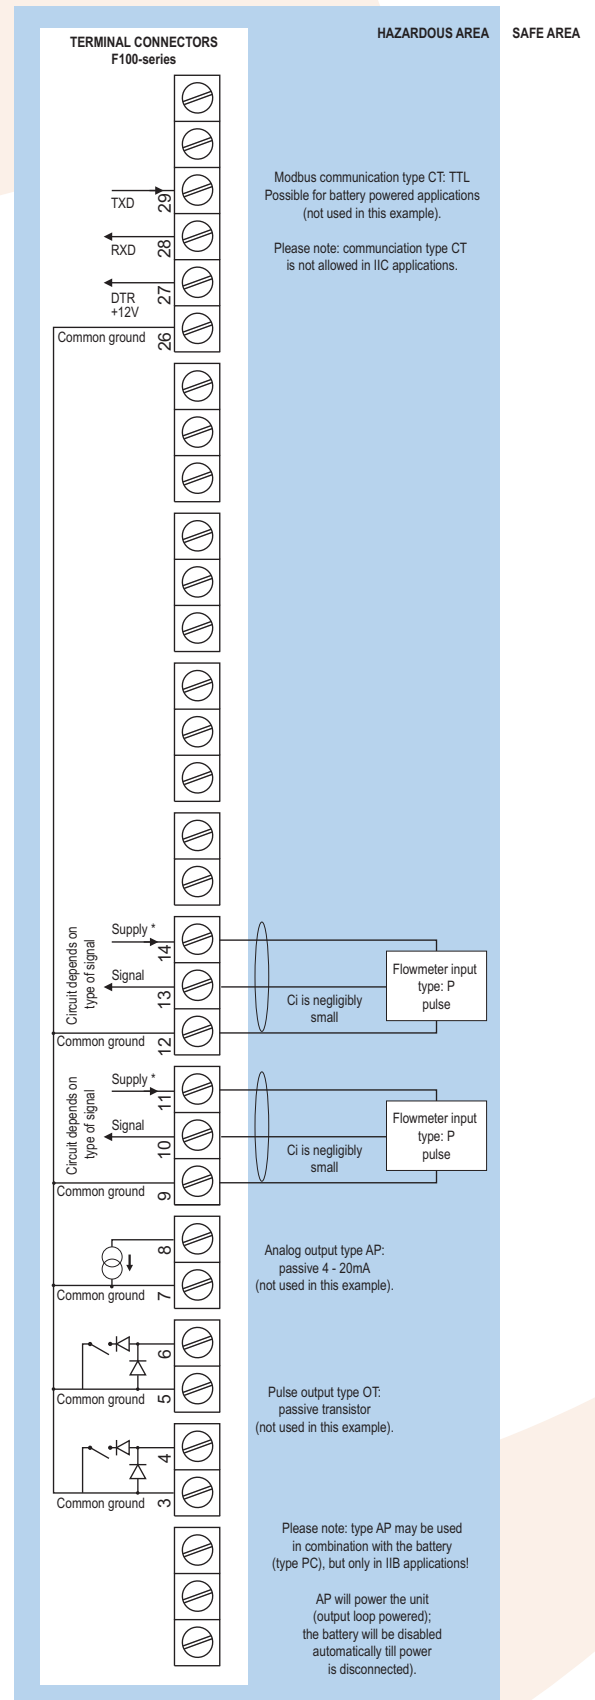 HAZARDOUS AREA
SAFE AREA
TERMINAL CONNECTORS
F100-series
Modbus communication type CT: TTL
Possible for battery powered applications
(not used in this example).
Please note: communciation type CT
is not allowed in IIC applications.
TXD
29
RXD
28
DTR
+12V
27
Common ground
26
Circuit depends on
type of signal
Supply *
14
Signal
13
Common ground
12
Ci is negligibly
small
Flowmeter input
type: P
pulse
Circuit depends on
type of signal
Supply *
11
Signal
10
Common ground
9
Ci is negligibly
small
Flowmeter input
type: P
pulse
8
Common ground
7
Analog output type AP:
passive 4 - 20mA
(not used in this example).
6
Common ground
5
Pulse output type OT:
passive transistor
(not used in this example).
4
Common ground
3
Please note: type AP may be used
in combination with the battery
(type PC), but only in IIB applications!
AP will power the unit
(output loop powered);
the battery will be disabled
automatically till power
is disconnected).